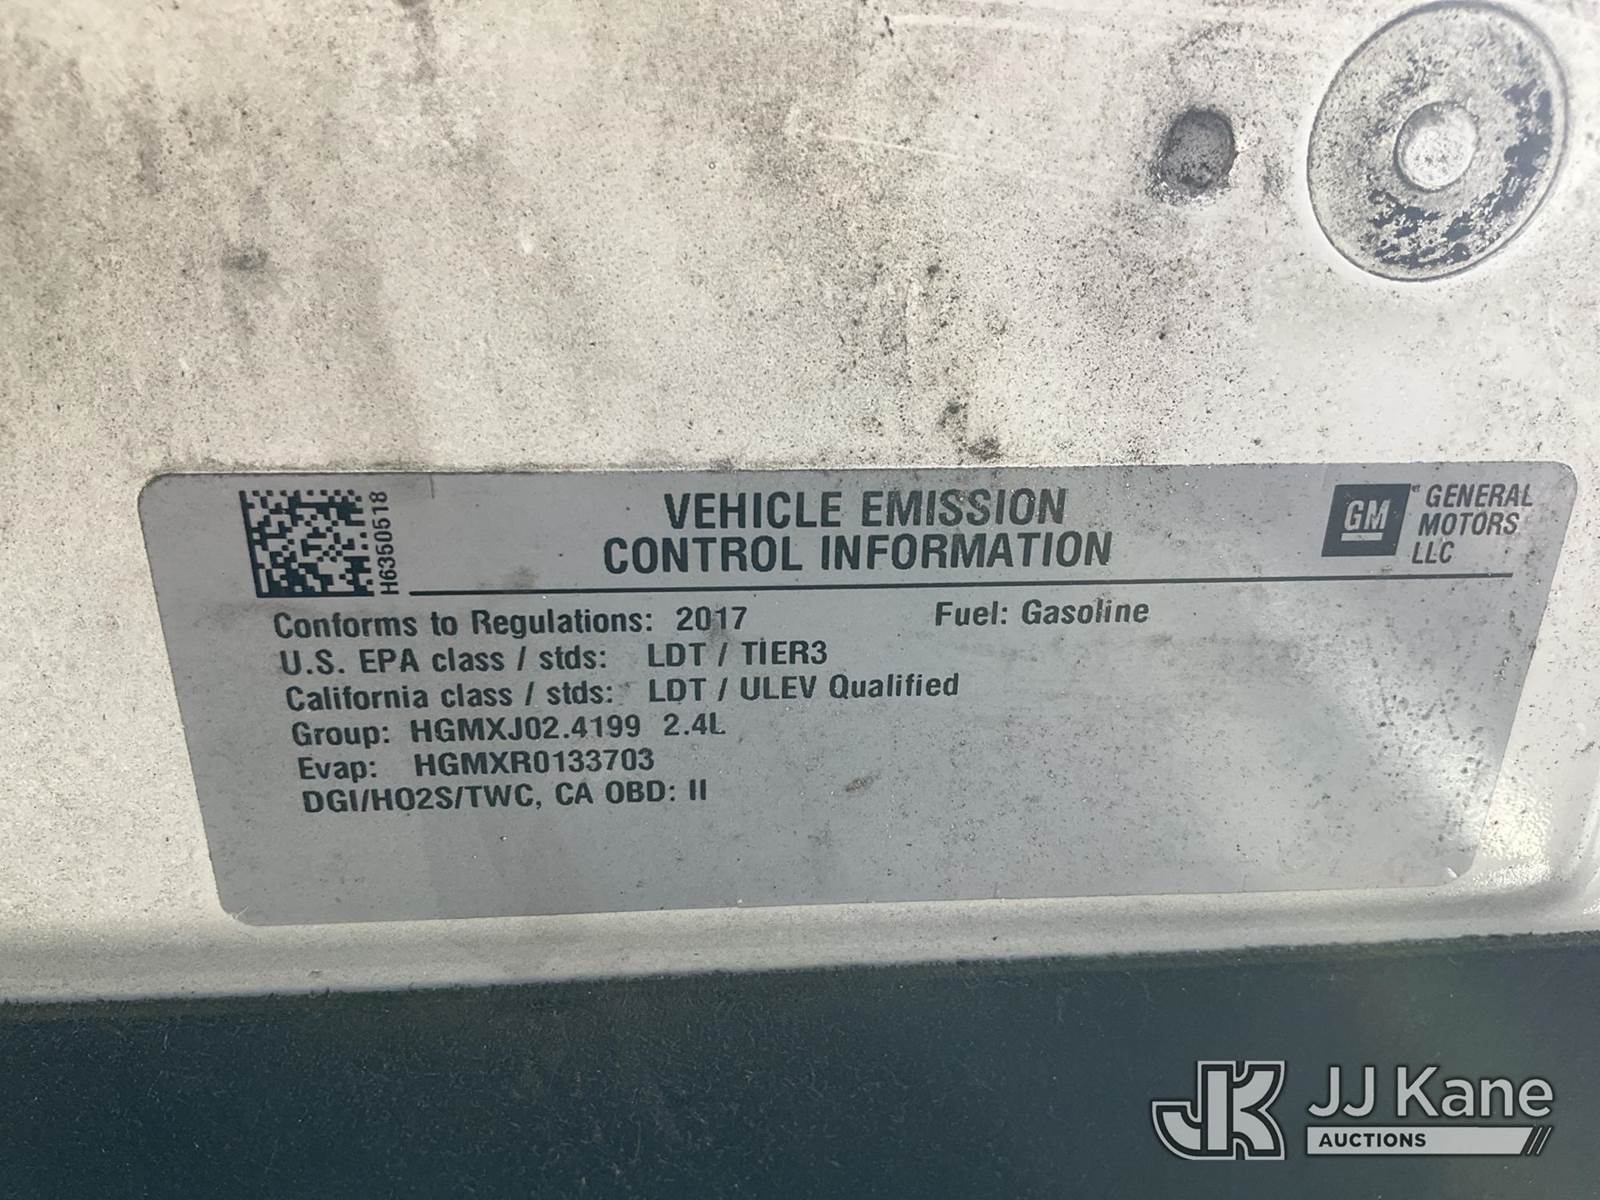 H6350518
VEHICLE EMISSION
CONTROL INFORMATION
GM
GENERAL
MOTORS
LLC
Conforms to Regulations: 2017 Fuel: Gasoline
U.S. EPA class / stds: LDT / TIER3
California class / stds: LDT / ULEV Qualified
Group: HGMXJ02.4199 2.4L
Evap: HGMXR0133703
DGI/HO2S/TWC, CA OBD: II
JK JJ Kane
AUCTIONS